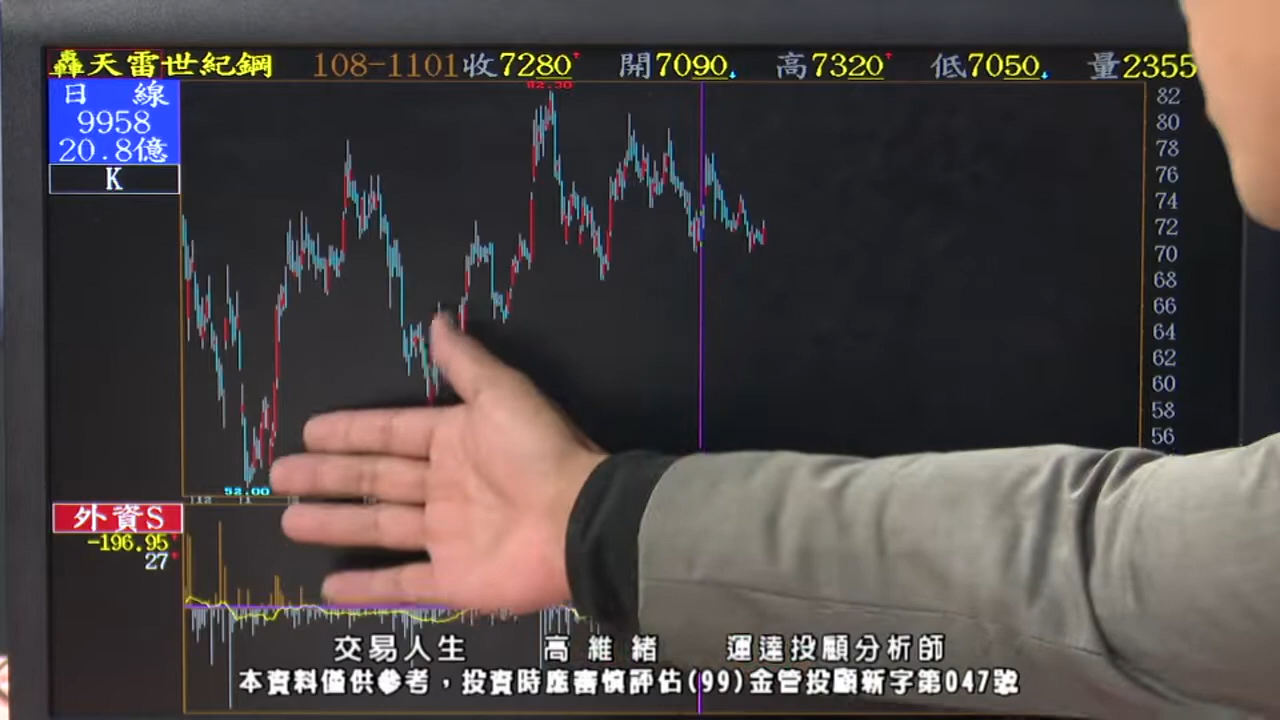 轟天雷世紀鋼 108-1101 收7280 開7090 高7320 低7050 量2355
日 線
9958
20.8億
K
82.30
82
80
78
76
74
72
70
68
66
64
62
60
58
56
52.00
12 1
外資S
-196.95
27
交易人生 高維緒 運達投顧分析師
本資料僅供參考，投資時應審慎評估(99)金管投顧新字第047號